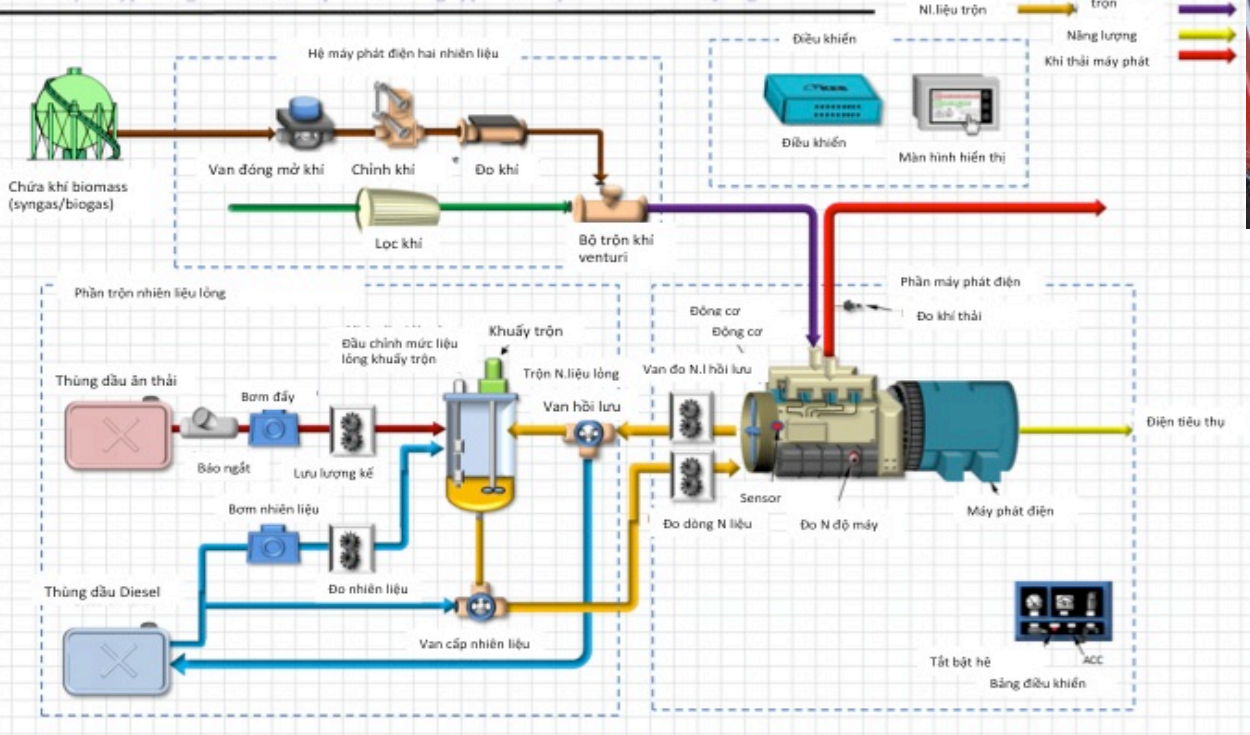 Nl.liệu trộn
trộn
Năng lượng
Khí thải máy phát
Điều khiển
Điều khiển
Màn hình hiển thị
Hệ máy phát điện hai nhiên liệu
Van đóng mở khí
Chỉnh khí
Đo khí
Chứa khí biomass
(syngas/biogas)
Lọc khí
Bộ trộn khí
venturi
Phần trộn nhiên liệu lỏng
Đầu chỉnh mức liệu
lỏng khuấy trộn
Khuấy trộn
Trộn N.liệu lỏng
Van hồi lưu
Thùng dầu ăn thải
Bơm đẩy
Báo ngắt
Lưu lượng kế
Bơm nhiên liệu
Đo nhiên liệu
Thùng dầu Diesel
Van cấp nhiên liệu
Phần máy phát điện
Động cơ
Động cơ
Đo khí thải
Van đo N.l hồi lưu
Sensor
Đo dòng N liệu
Đo N độ máy
Máy phát điện
Điện tiêu thụ
Tắt bật hệ
ACC
Bảng điều khiển